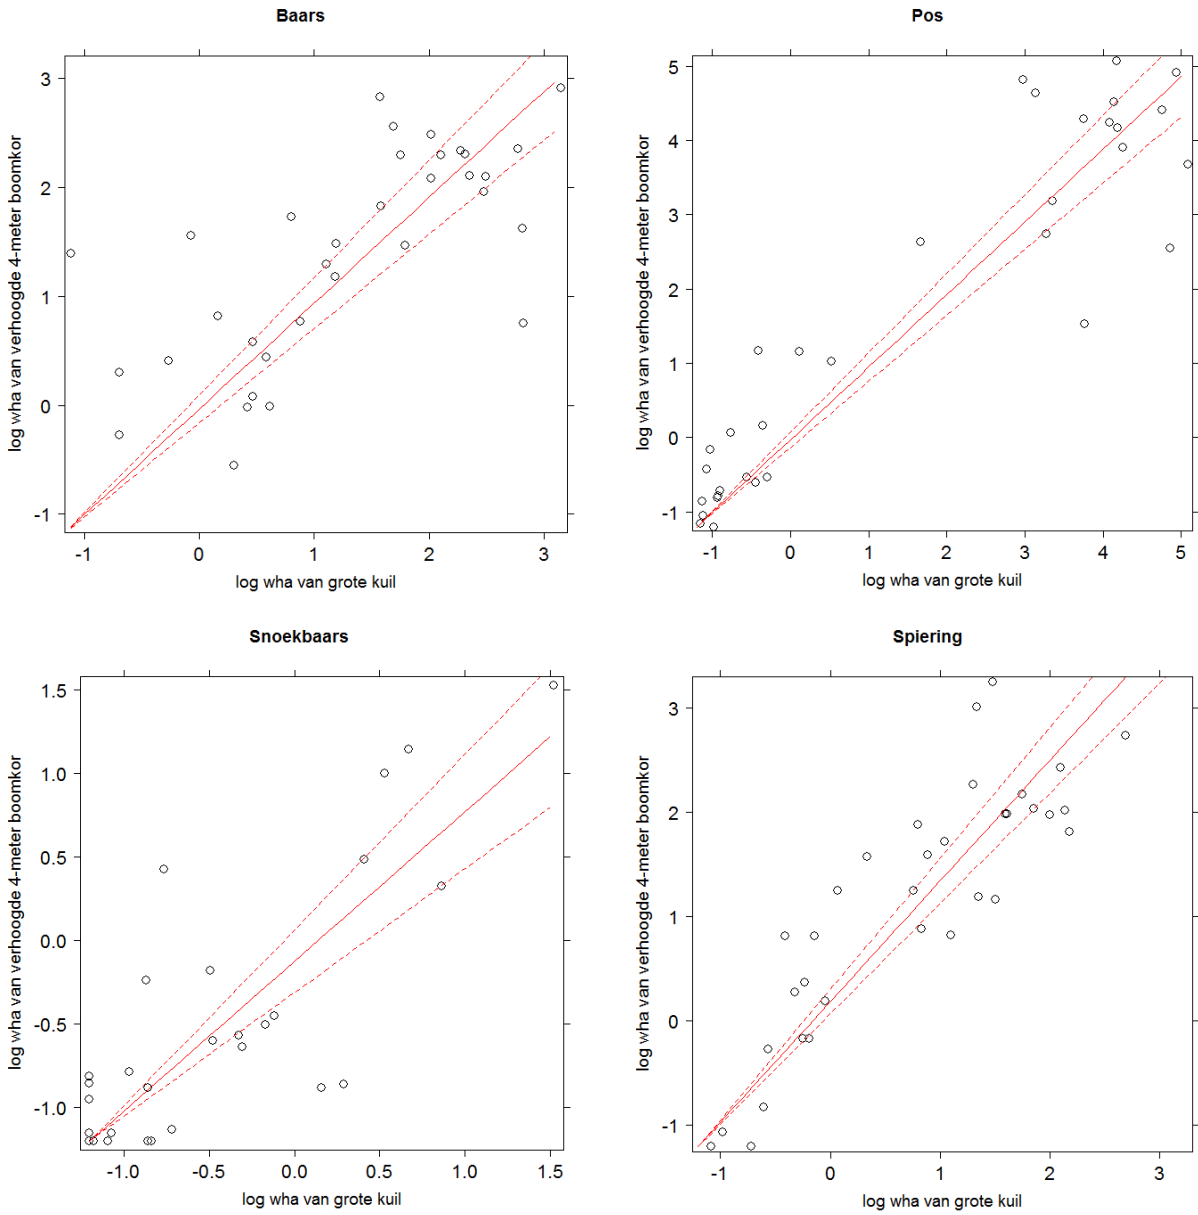 Baars
log wha van verhoogde 4-meter boomkor
3
2
1
0
-1
-1 0 1 2 3
log wha van grote kuil
Pos
log wha van verhoogde 4-meter boomkor
5
4
3
2
1
0
-1
-1 0 1 2 3 4 5
log wha van grote kuil
Snoekbaars
log wha van verhoogde 4-meter boomkor
1.5
1.0
0.5
0.0
-0.5
-1.0
-1.0 -0.5 0.0 0.5 1.0 1.5
log wha van grote kuil
Spiering
log wha van verhoogde 4-meter boomkor
3
2
1
0
-1
-1 0 1 2 3
log wha van grote kuil